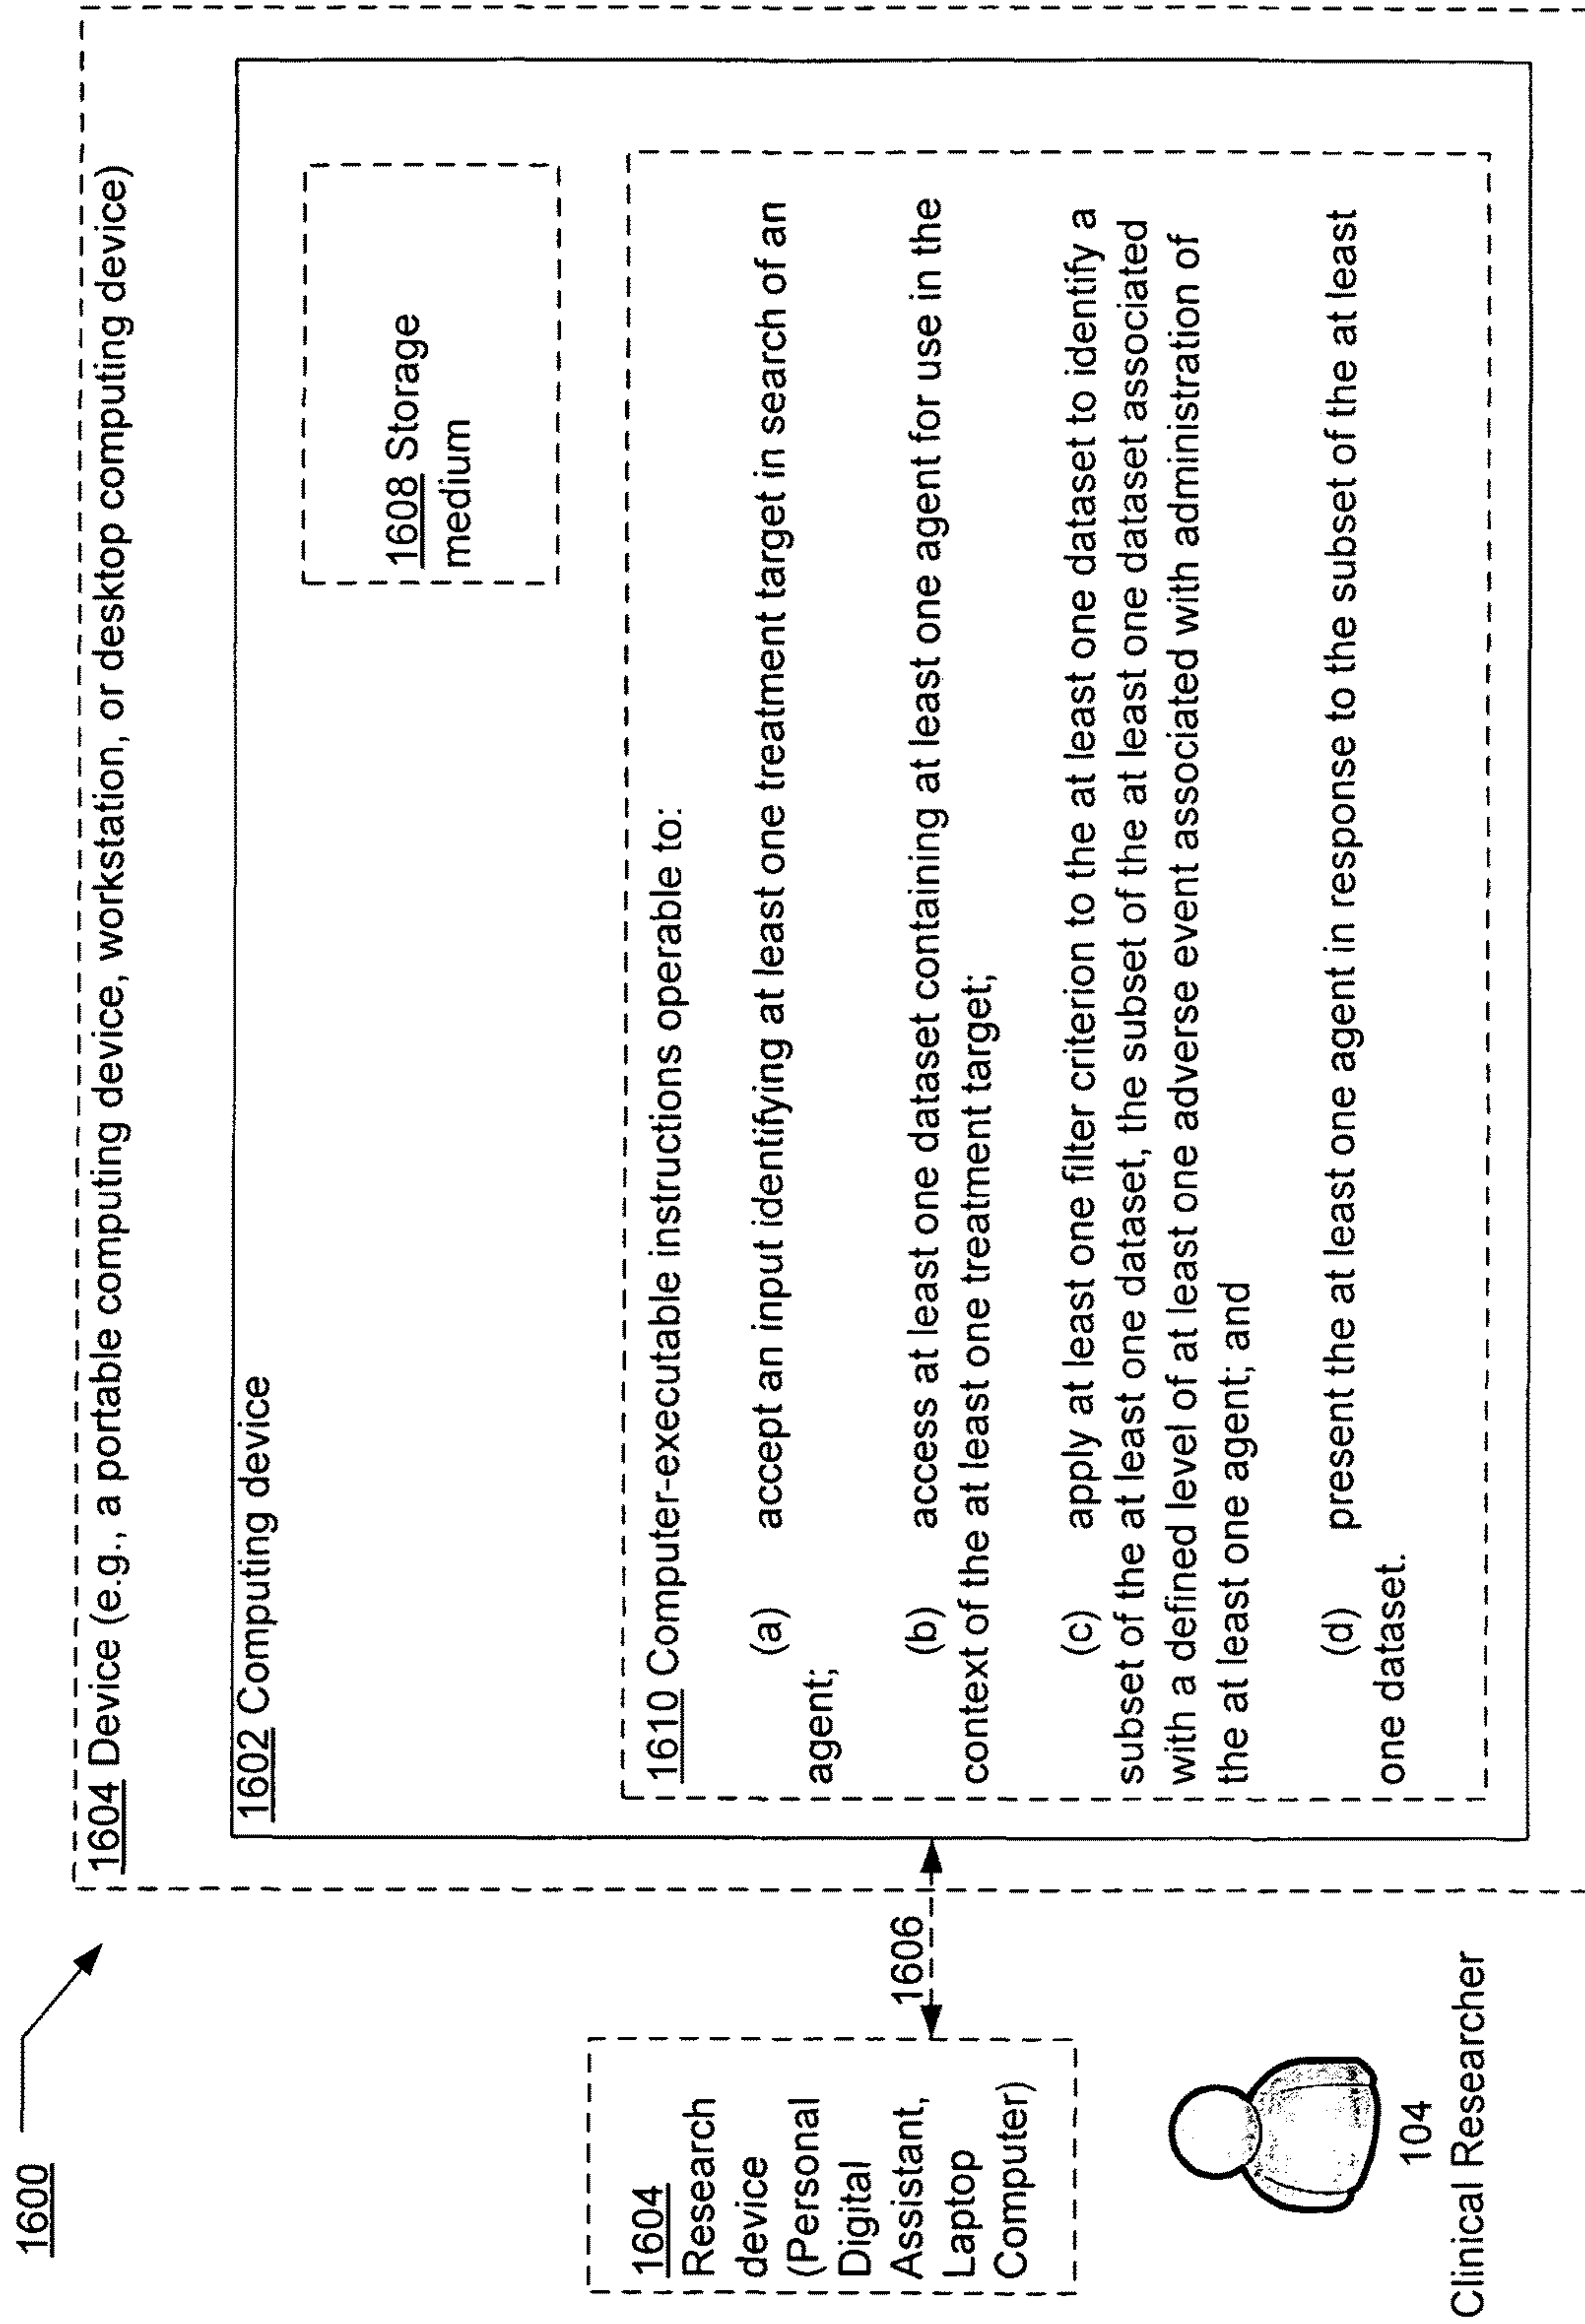 1600
1604 Device (e.g., a portable computing device, workstation, or desktop computing device)
1602 Computing device
1608 Storage
medium
1610 Computer-executable instructions operable to:
(a) accept an input identifying at least one treatment target in search of an
agent;
(b) access at least one dataset containing at least one agent for use in the
context of the at least one treatment target;
(c) apply at least one filter criterion to the at least one dataset to identify a
subset of the at least one dataset, the subset of the at least one dataset associated
with a defined level of at least one adverse event associated with administration of
the at least one agent; and
(d) present the at least one agent in response to the subset of the at least
one dataset.
1606
1604
Research
device
(Personal
Digital
Assistant,
Laptop
Computer)
104
Clinical Researcher